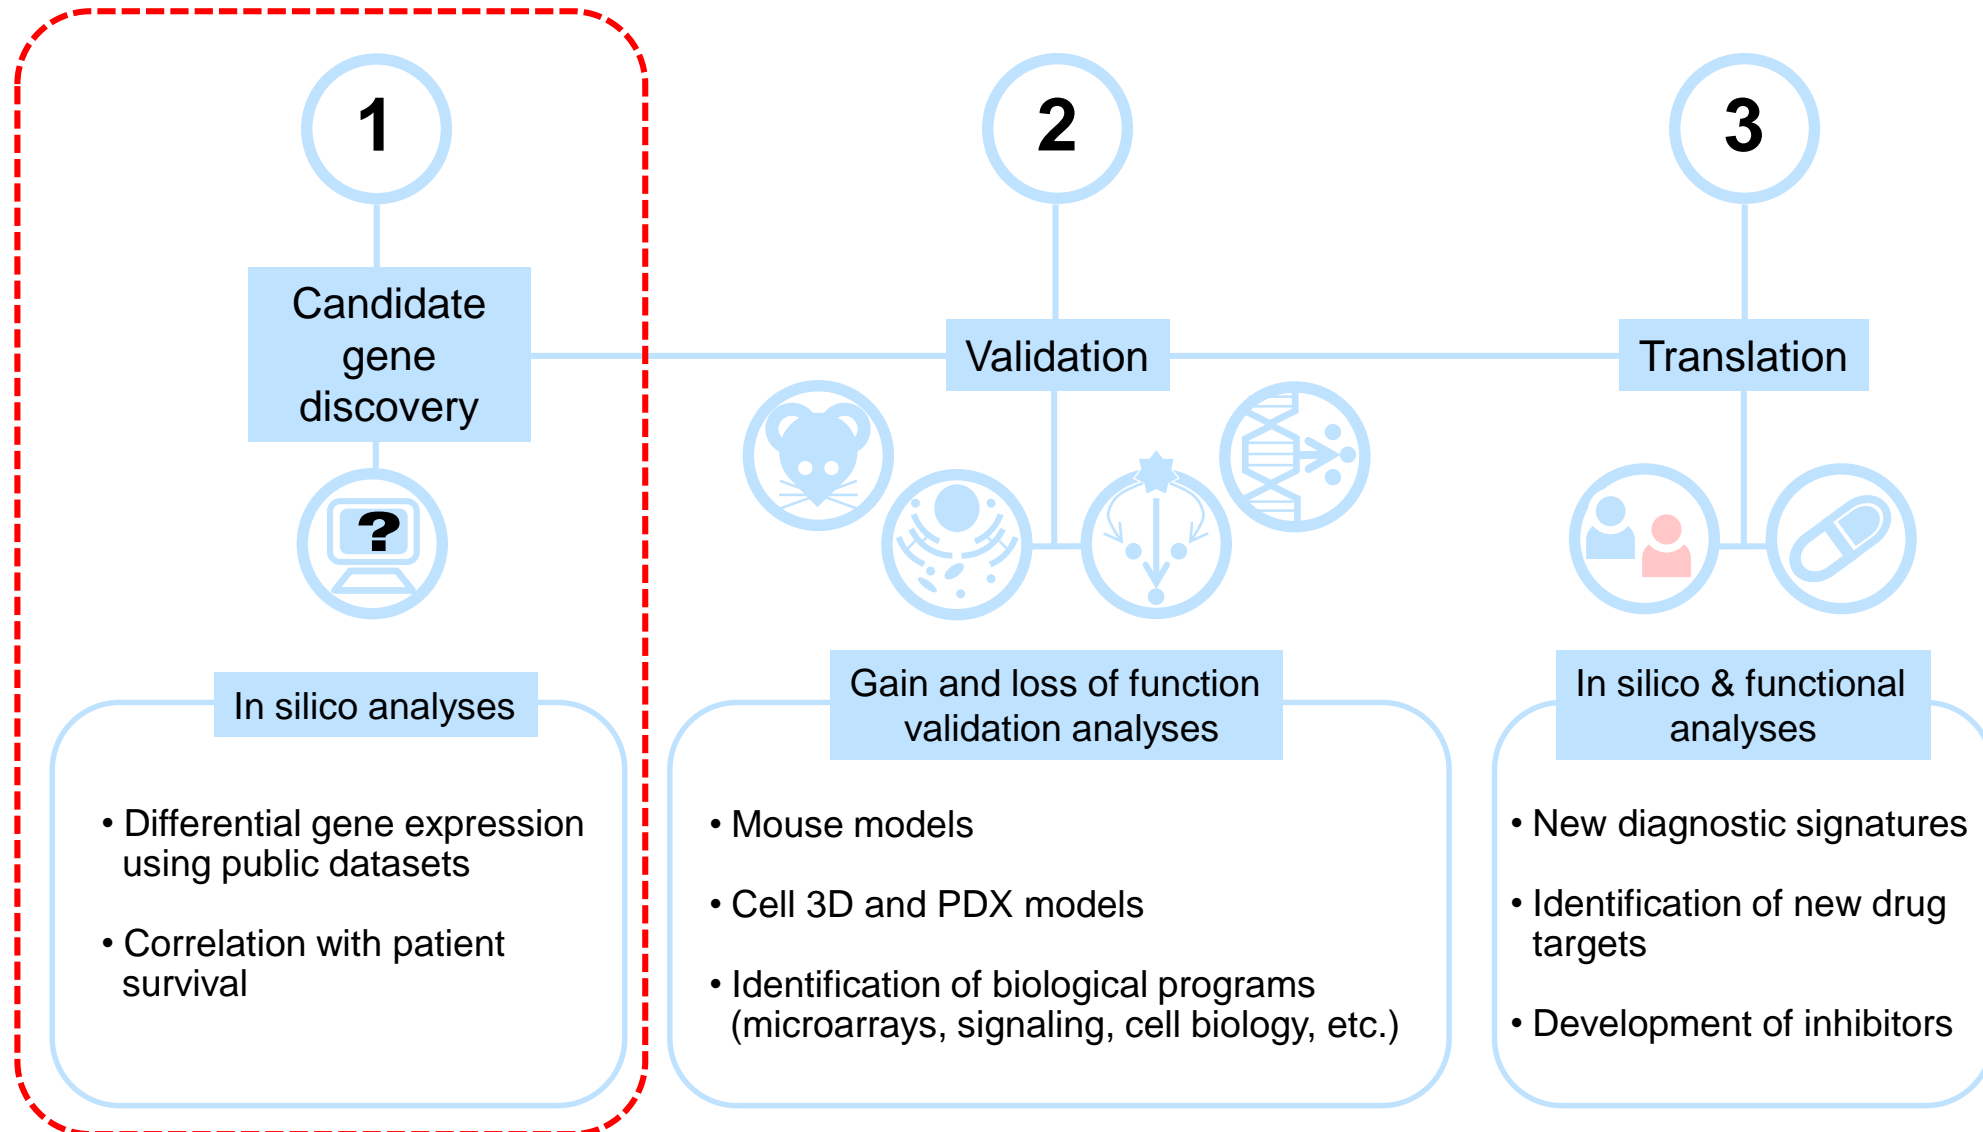 1
Candidate
gene
discovery
?
In silico analyses
• Differential gene expression
using public datasets
• Correlation with patient
survival
2
Validation
Gain and loss of function
validation analyses
• Mouse models
• Cell 3D and PDX models
• Identification of biological programs
(microarrays, signaling, cell biology, etc.)
3
Translation
In silico & functional
analyses
• New diagnostic signatures
• Identification of new drug
targets
• Development of inhibitors